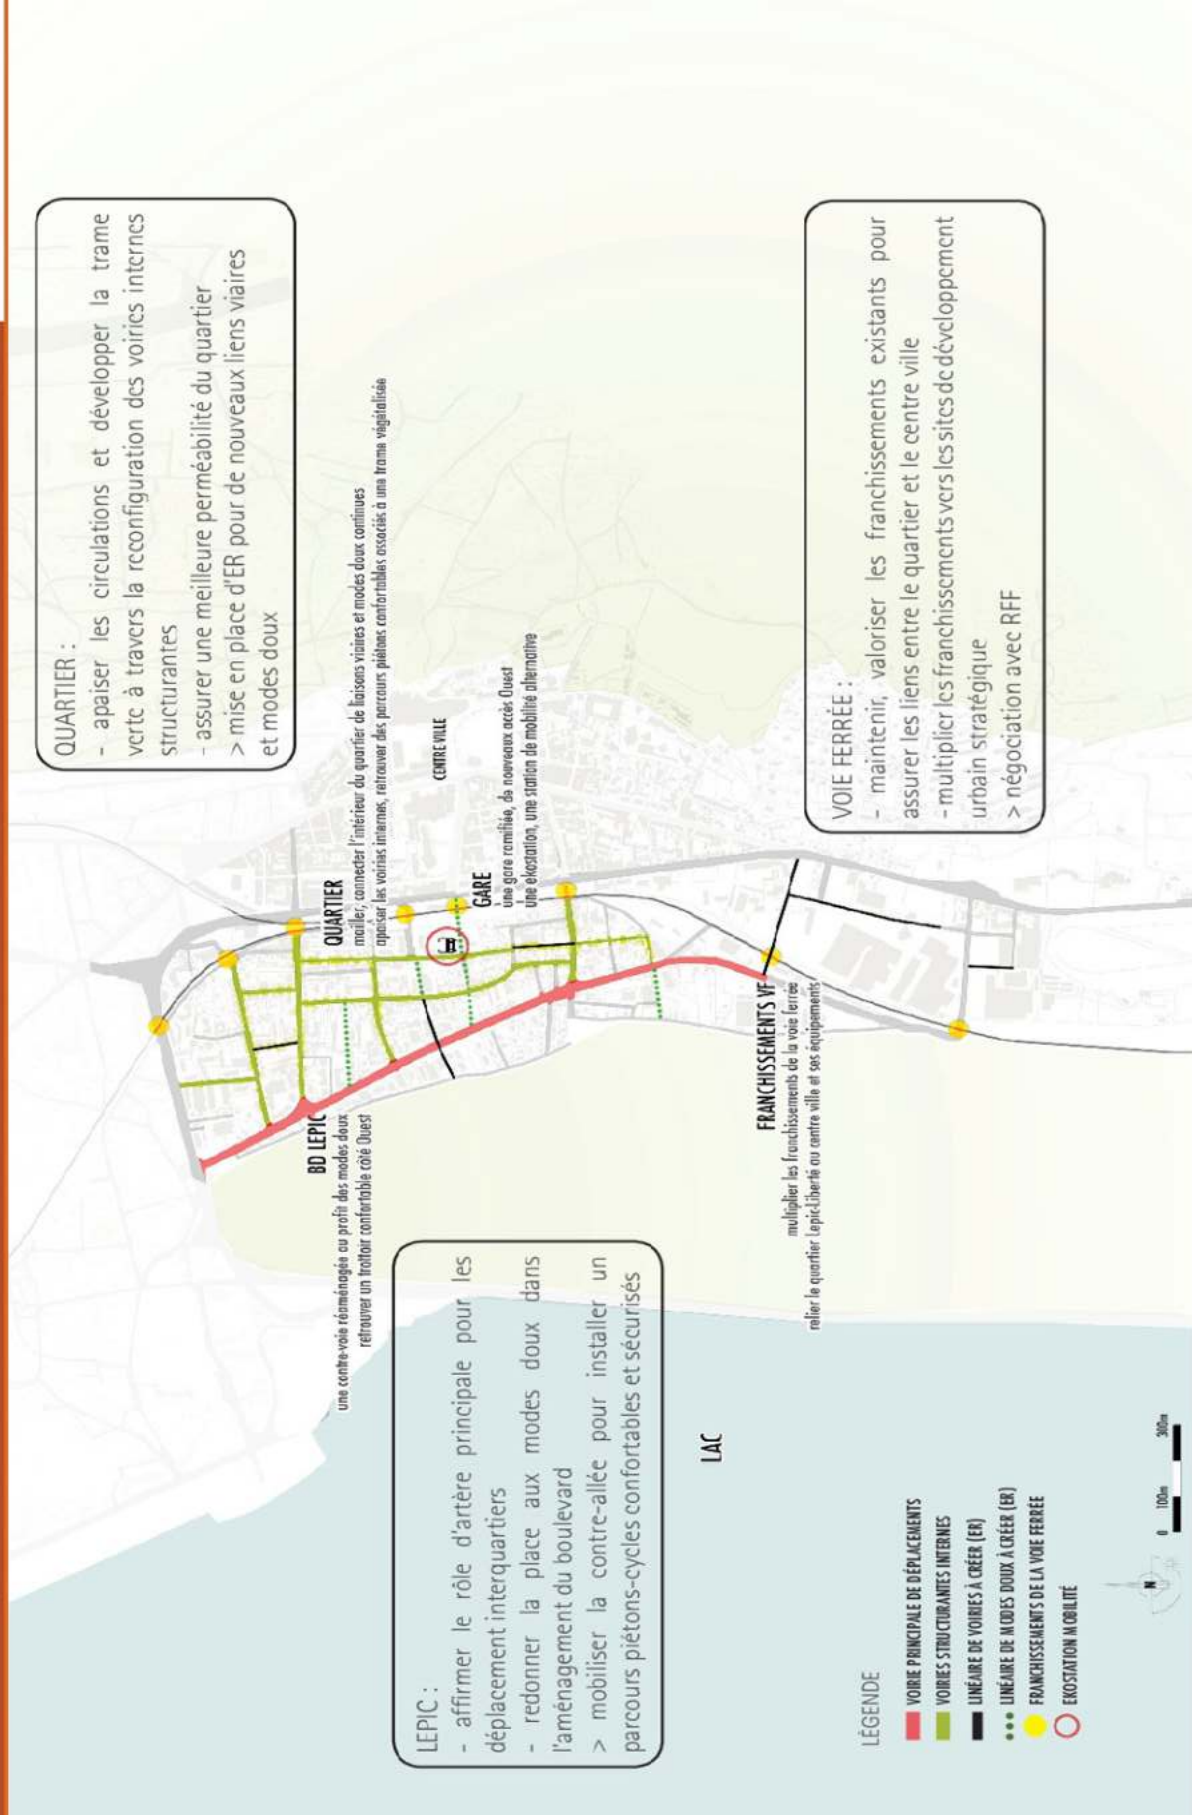 QUARTIER :
- apaiser les circulations et développer la trame
verte à travers la reconfiguration des voiries internes
structurantes
- assurer une meilleure perméabilité du quartier
> mise en place d'ER pour de nouveaux liens viaires
et modes doux
QUARTIER
mailler, connecter l'intérieur du quartier de liaisons viaires et modes doux continues
apaiser les voiries internes, retrouver des parcours piétons confortables associés à une trame végétalisée
CENTRE VILLE
GARE
une gare ramifiée, de nouveaux accès Ouest
une ekostation, une station de mobilité alternative
BD LEPIC
une contre-voie réaménagée au profit des modes doux
retrouver un trottoir confortable côté Ouest
LEPIC :
- affirmer le rôle d'artère principale pour les
déplacement interquartiers
- redonner la place aux modes doux dans
l'aménagement du boulevard
> mobiliser la contre-allée pour installer un
parcours piétons-cycles confortables et sécurisés
LAC
FRANCHISSEMENTS VF
multiplier les franchissements de la voie ferrée
relier le quartier Lepic-Liberté au centre ville et ses équipements
VOIE FERRÉE :
- maintenir, valoriser les franchissements existants pour
assurer les liens entre le quartier et le centre ville
- multiplier les franchissements vers les sites de développement
urbain stratégique
> négociation avec RFF
LÉGENDE
VOIRIE PRINCIPALE DE DÉPLACEMENTS
VOIRIES STRUCTURANTES INTERNES
LINÉAIRE DE VOIRIES À CRÉER (ER)
LINÉAIRE DE MODES DOUX À CRÉER (ER)
FRANCHISSEMENTS DE LA VOIE FERRÉE
EKOSTATION MOBILITÉ
N
0 100m 300m